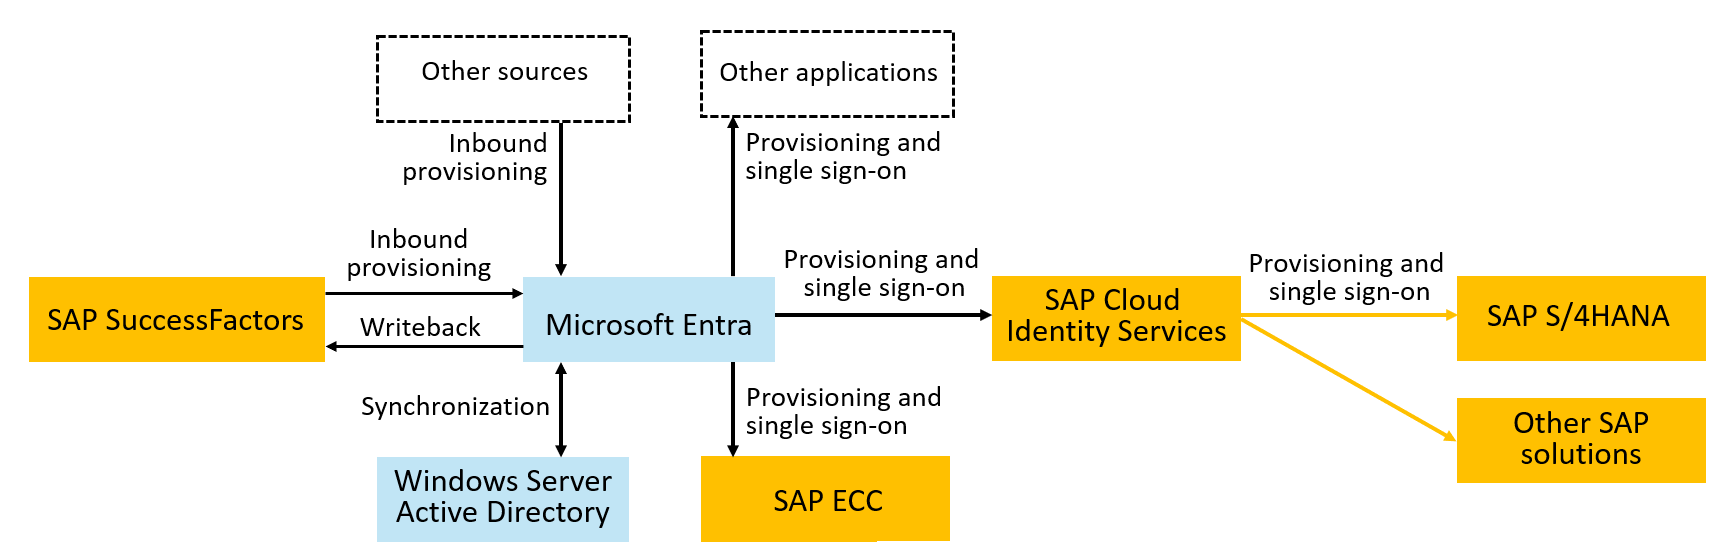 Other sources
Other applications
Inbound
provisioning
Provisioning and
single sign-on
Inbound
provisioning
Provisioning and
single sign-on
Provisioning and
single sign-on
SAP SuccessFactors
Writeback
Microsoft Entra
SAP Cloud
Identity Services
SAP S/4HANA
Synchronization
Provisioning and
single sign-on
Other SAP
solutions
Windows Server
Active Directory
SAP ECC